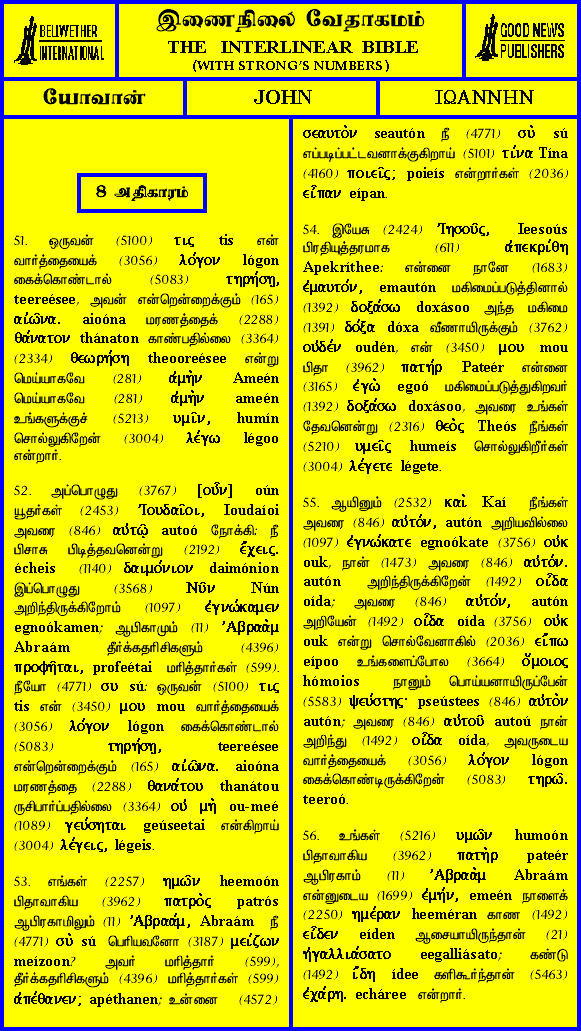 BELLWETHER
INTERNATIONAL
இணைநிலை வேதாகமம்
THE INTERLINEAR BIBLE
(WITH STRONG'S NUMBERS)
GOOD NEWS
PUBLISHERS
யோவான்
JOHN
ΙΩΑΝΝΗΝ
8 அதிகாரம்
51. ஒருவன் (5100) τις tis என்
வார்த்தையைக் (3056) λόγον lógon
கைக்கொண்டால் (5083) τηρήσῃ,
teereésee, அவன் என்றென்றைக்கும் (165)
αἰῶνα. aioóna மரணத்தைக் (2288)
θάνατον thánaton காண்பதில்லை (3364)
(2334) θεωρήσῃ theooreésee என்று
மெய்யாகவே (281) ἀμὴν Ameén
மெய்யாகவே (281) ἀμὴν ameén
உங்களுக்குச் (5213) υμῖν, humín
சொல்லுகிறேன் (3004) λέγω légoo
என்றார்.
52. அப்பொழுது (3767) [οὖν] oún
யூதர்கள் (2453) Ἰουδαῖοι, Ioudaíoi
அவரை (846) αὐτῷ autoó நோக்கி: நீ
பிசாசு பிடித்தவனென்று (2192) ἐχεις.
écheis (1140) δαιμόνιον daimónion
இப்பொழுது (3568) Νῦν Nún
அறிந்திருக்கிறோம் (1097) ἐγνώκαμεν
egnoókamen; ஆபிகாமும் (11) Ἀβραὰμ
Abraám தீர்க்கதரிசிகளும் (4396)
προφῆται, profeétai மரித்தார்கள் (599).
நீயோ (4771) συ sú: ஒருவன் (5100) τις
tis என் (3450) μου mou வார்த்தையைக்
(3056) λόγον lógon கைக்கொண்டால்
(5083) τηρήσῃ, teereésee
என்றென்றைக்கும் (165) αἰῶνα. aioóna
மரணத்தை (2288) θανάτου thanátou
ருசிபார்ப்பதில்லை (3364) οὐ μὴ ou-meé
(1089) γεύσηται geúseetai என்கிறாய்
(3004) λέγεις, légeis.
53. எங்கள் (2257) ημῶν heemoón
பிதாவாகிய (3962) πατρὸς patrós
ஆபிரகாமிலும் (11) Ἀβραάμ, Abraám நீ
(4771) σὺ sú பெரியவனோ (3187) μείζων
meízoon? அவர் மரித்தார் (599),
தீர்க்கதரிசிகளும் (4396) மரித்தார்கள் (599)
ἀπέθανεν; apéthanen; உன்னை (4572)
σεαυτὸν seautón நீ (4771) σὺ sú
எப்படிப்பட்டவனாக்குகிறாய் (5101) τίνα Tína
(4160) ποιεῖς; poieís என்றார்கள் (2036)
εἶπαν eípan.
54. இயேசு (2424) Ἰησοῦς, Ieesoús
பிரதியுத்தரமாக (611) ἀπεκρίθη
Apekríthee: என்னை நானே (1683)
ἐμαυτόν, emautón மகிமைப்படுத்தினால்
(1392) δοξάσω doxásoo அந்த மகிமை
(1391) δόξα dóxa வீணாயிருக்கும் (3762)
οὐδέν oudén, என் (3450) μου mou
பிதா (3962) πατήρ Pateér என்னை
(3165) ἐγὼ egoó மகிமைப்படுத்துகிறவர்
(1392) δοξάσω doxásoo, அவரை உங்கள்
தேவனென்று (2316) θεὸς Theós நீங்கள்
(5210) υμεῖς humeís சொல்லுகிறீர்கள்
(3004) λέγετε légete.
55. ஆயினும் (2532) καὶ Kaí நீங்கள்
அவரை (846) αὐτόν, autón அறியவில்லை
(1097) ἐγνώκατε egnoókate (3756) οὐκ
ouk, நான் (1473) அவரை (846) αὐτόν.
autón அறிந்திருக்கிறேன் (1492) οἶδα
oída; அவரை (846) αὐτόν, autón
அறியேன் (1492) οἶδα oída (3756) οὐκ
ouk என்று சொல்வேனாகில் (2036) εἴπω
eípoo உங்களைப்போல (3664) ὅμοιος
hómoios நானும் பொய்யனாயிருப்பேன்
(5583) ψεύστης· pseústees (846) αὐτὸν
autón; அவரை (846) αὐτοῦ autoú நான்
அறிந்து (1492) οἶδα oída, அவருடைய
வார்த்தையைக் (3056) λόγον lógon
கைக்கொண்டிருக்கிறேன் (5083) τηρῶ.
teeroó.
56. உங்கள் (5216) υμῶν humoón
பிதாவாகிய (3962) πατὴρ pateér
ஆபிரகாம் (11) Ἀβραὰμ Abraám
என்னுடைய (1699) ἐμήν, emeén நாளைக்
(2250) ημέραν heeméran காண (1492)
εἶδεν eíden ஆசையாயிருந்தான் (21)
ἠγαλλιάσατο eegalliásato; கண்டு
(1492) ἴδῃ ídee களிகூர்ந்தான் (5463)
ἐχάρη. echáree என்றார்.